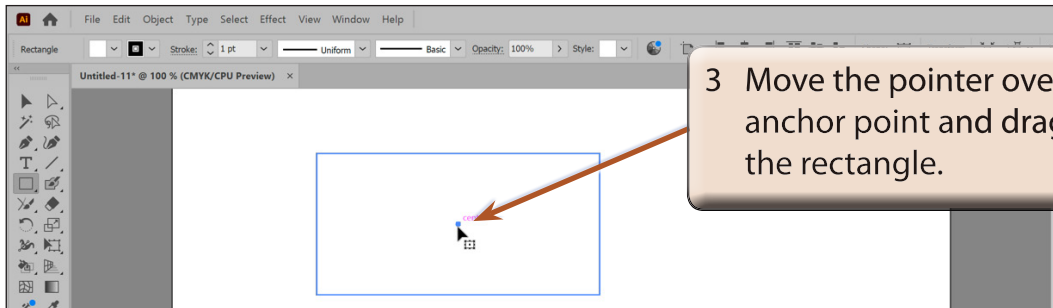 Ai File Edit Object Type Select Effect View Window Help
Rectangle Stroke: 1 pt Uniform Basic Opacity: 100% Style:
Untitled-11* @ 100 % (CMYK/CPU Preview) ×
3 Move the pointer ove
anchor point and drag
the rectangle.